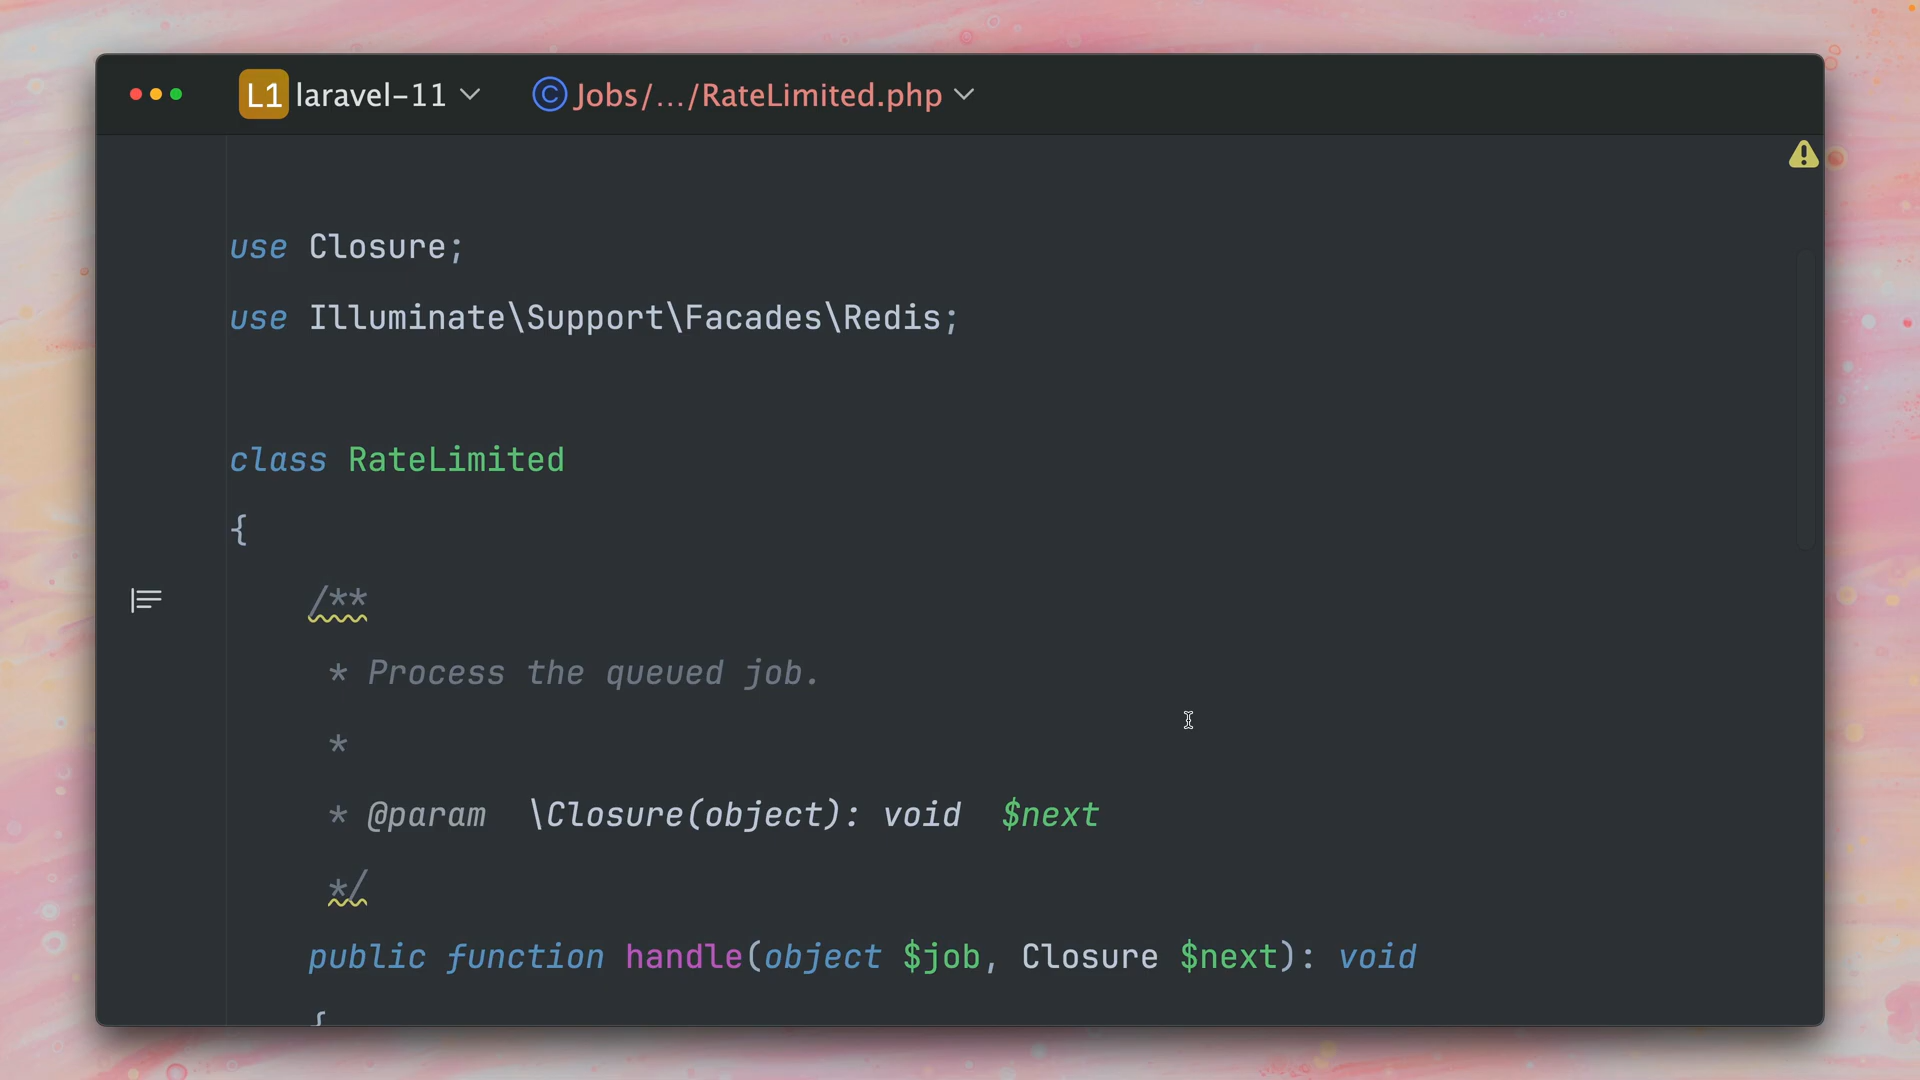 L1 laravel-11 © Jobs/.../RateLimited.php
use Closure;
use Illuminate\Support\Facades\Redis;
class RateLimited
{
/**
* Process the queued job.
*
* @param  \Closure(object): void  $next
*/
public function handle(object $job, Closure $next): void
{